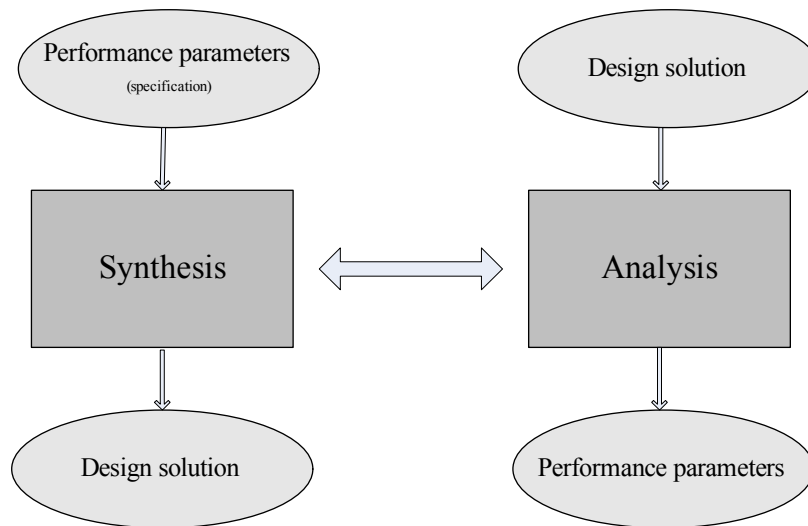 Performance parameters
(specification)
Design solution
Synthesis
Analysis
Design solution
Performance parameters